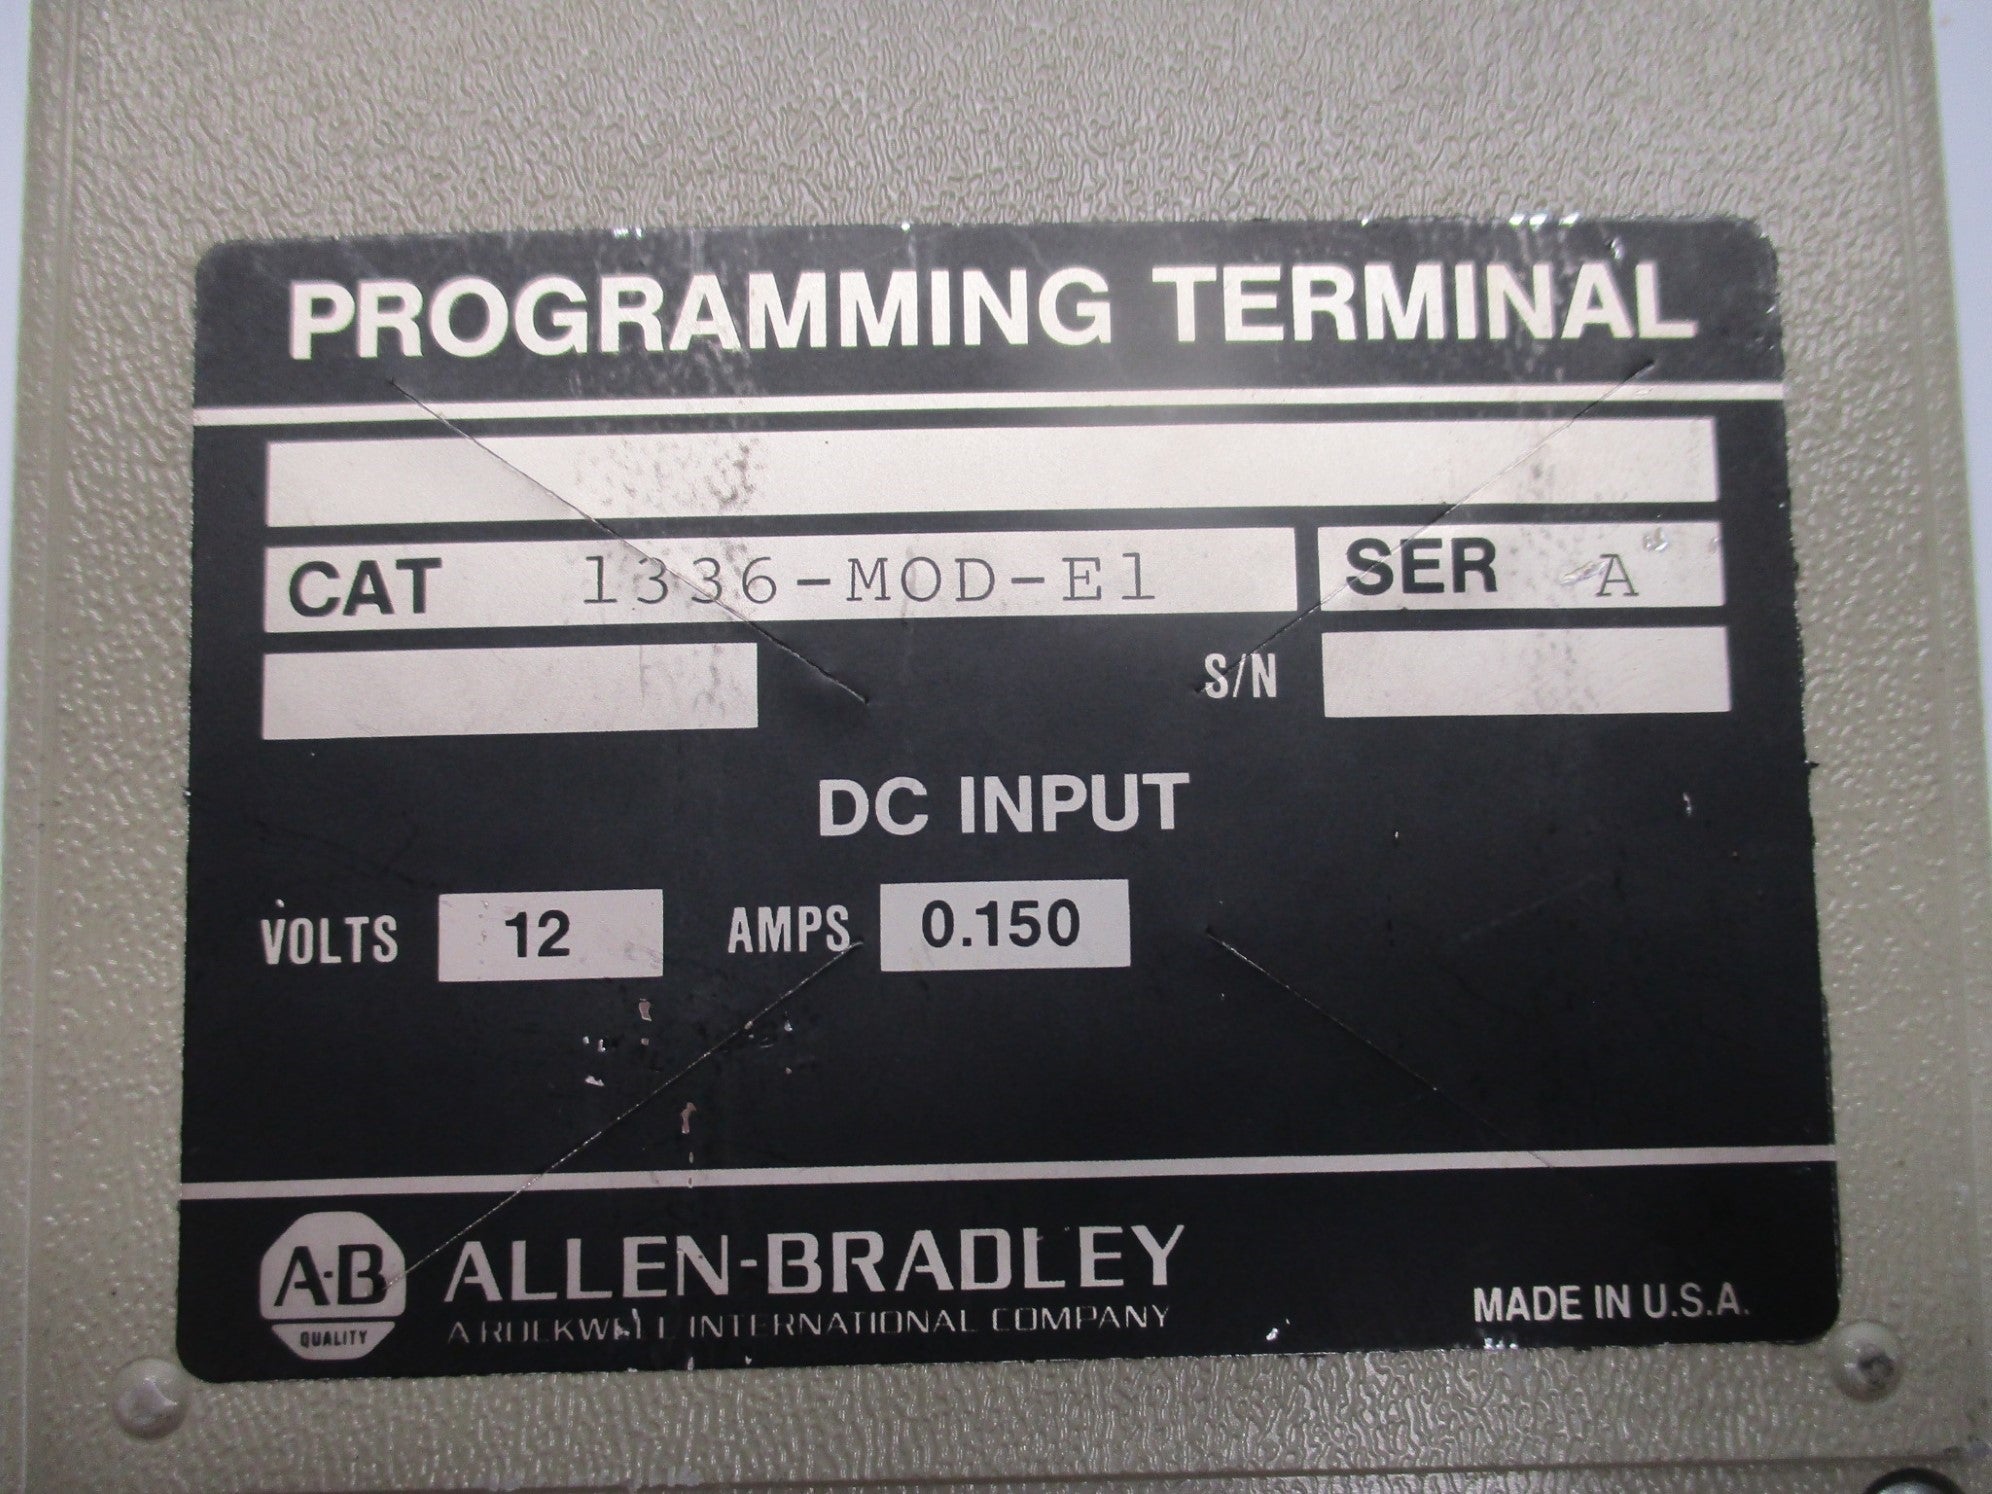 PROGRAMMING TERMINAL
CAT 1336-MOD-E1 SER A
S/N
DC INPUT
VOLTS 12 AMPS 0.150
A-B QUALITY
ALLEN-BRADLEY
A ROCKWELL INTERNATIONAL COMPANY
MADE IN U.S.A.